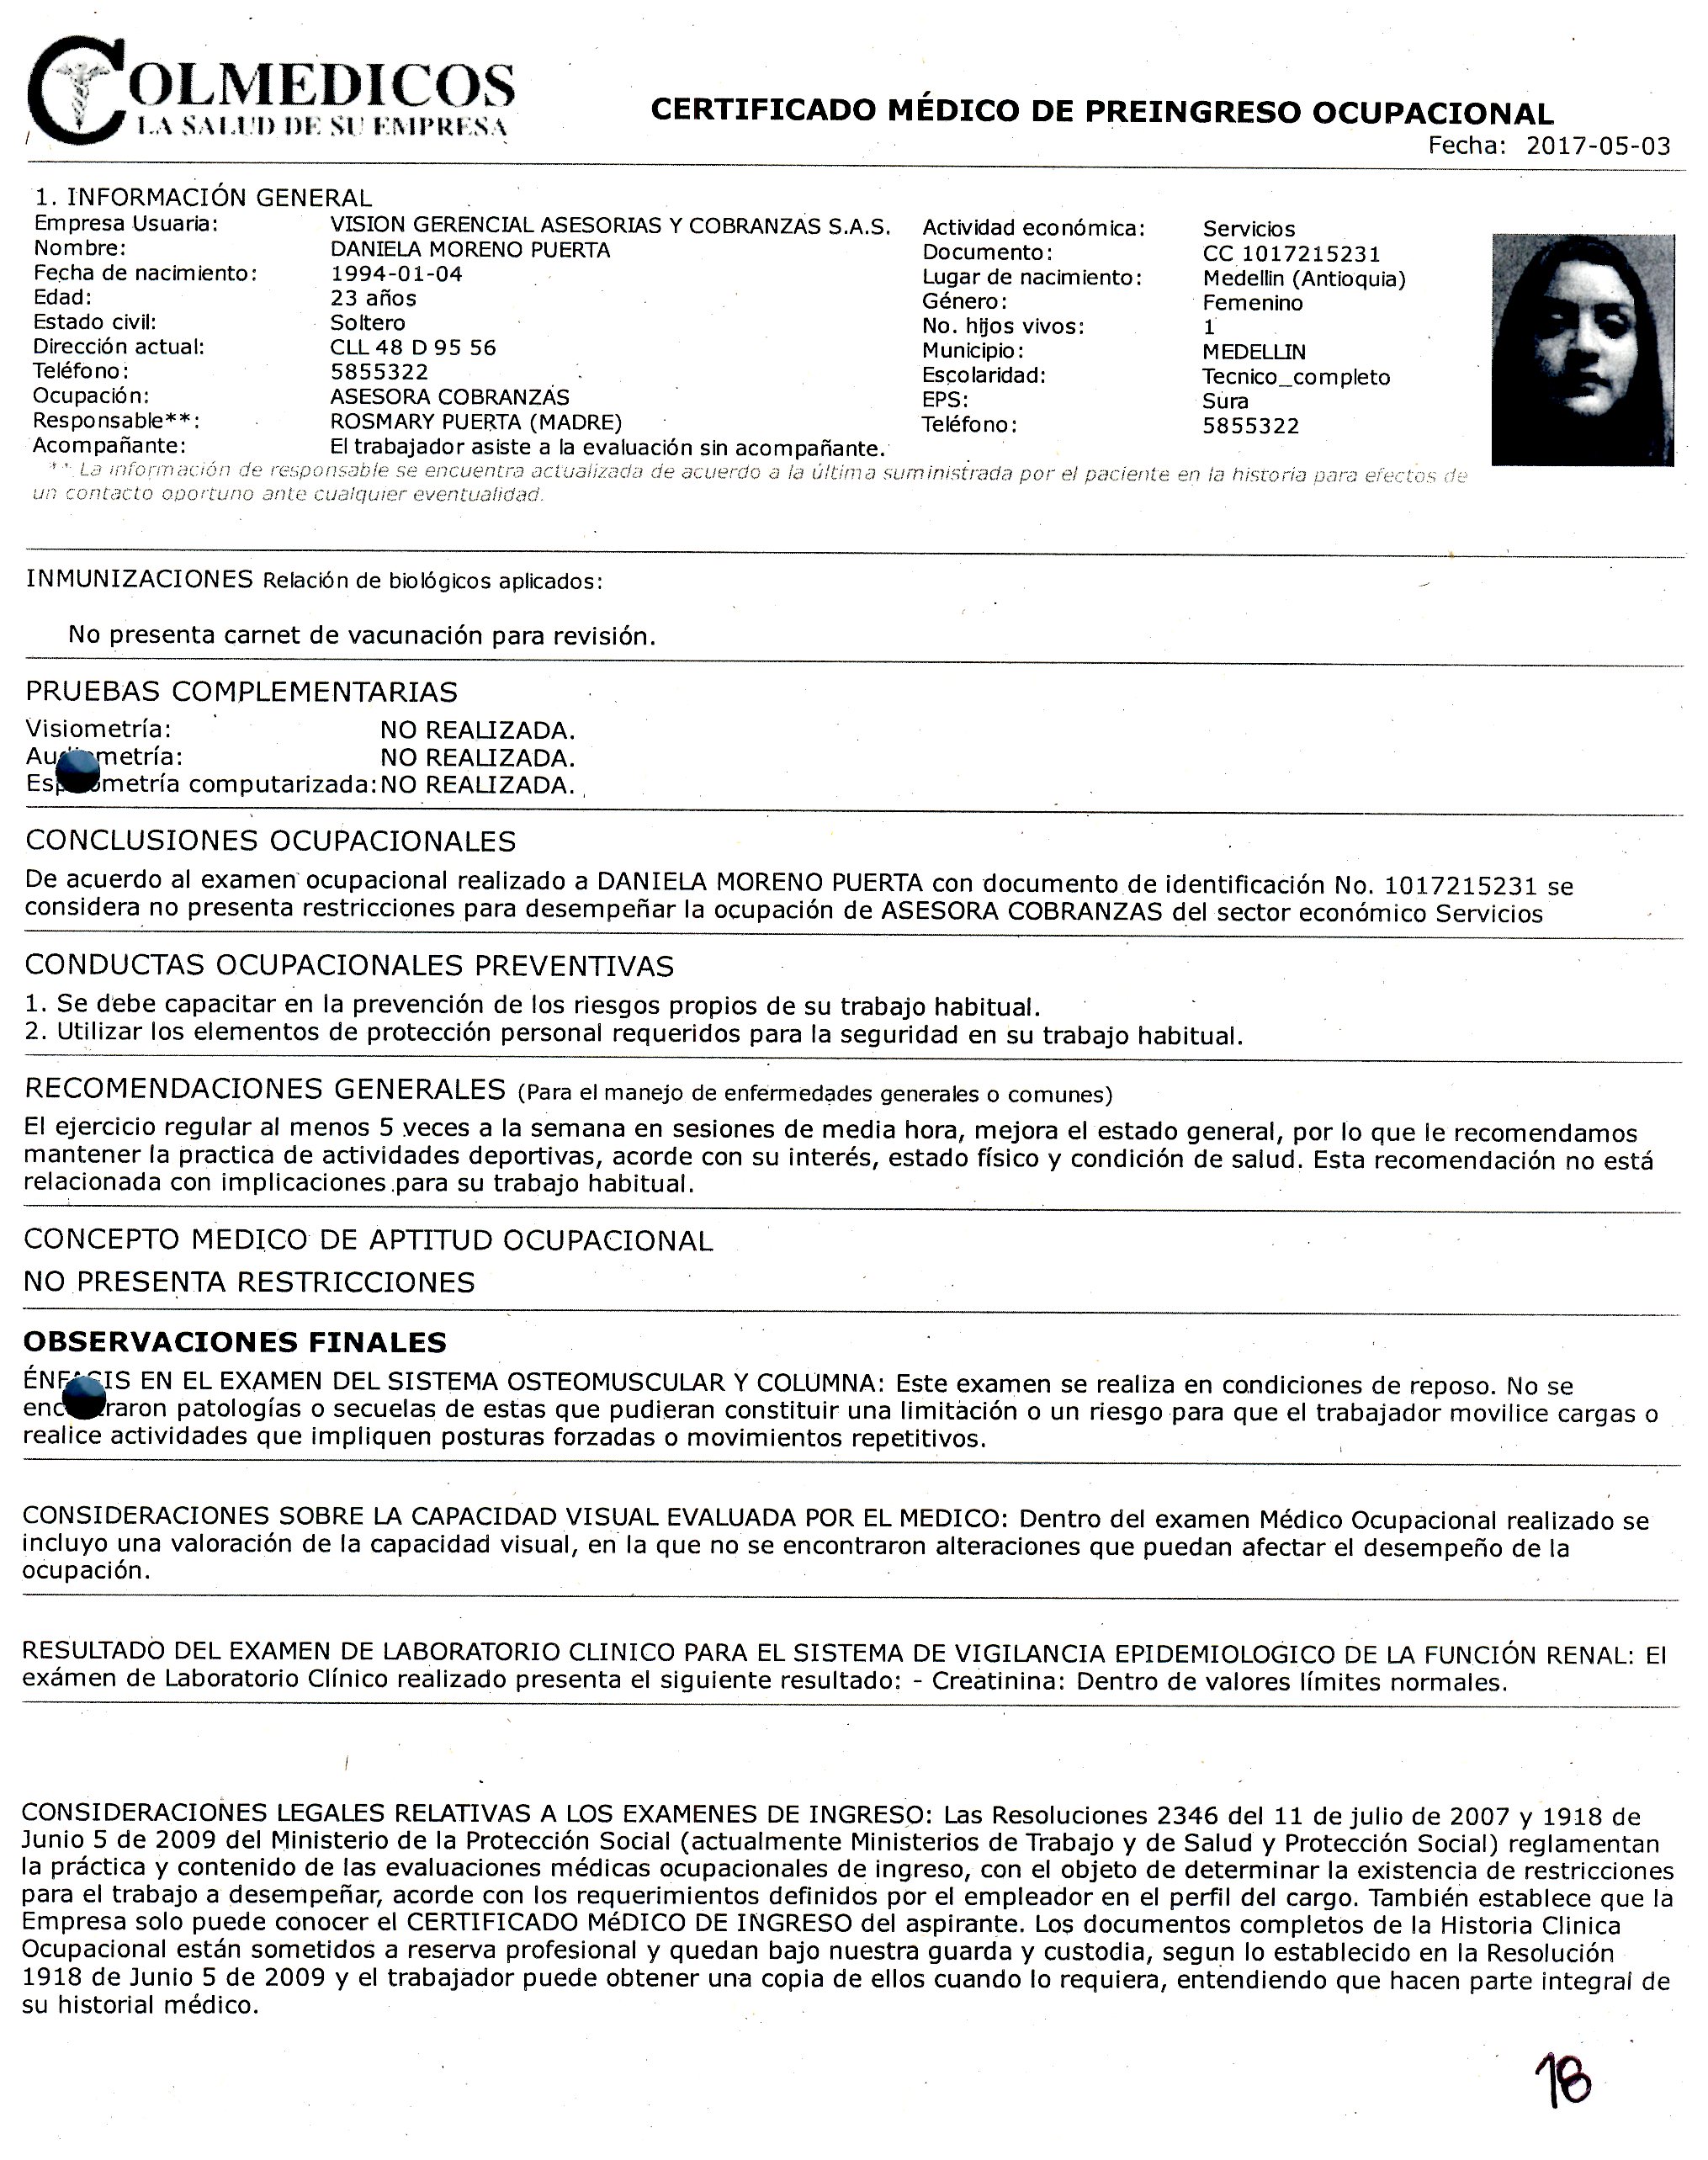 COLMEDICOS
LA SALUD DE SU EMPRESA
CERTIFICADO MÉDICO DE PREINGRESO OCUPACIONAL
Fecha: 2017-05-03
1. INFORMACIÓN GENERAL
Empresa Usuaria: VISION GERENCIAL ASESORIAS Y COBRANZAS S.A.S. Actividad económica: Servicios
Nombre: DANIELA MORENO PUERTA Documento: CC 1017215231
Fecha de nacimiento: 1994-01-04 Lugar de nacimiento: Medellin (Antioquia)
Edad: 23 años Género: Femenino
Estado civil: Soltero No. hijos vivos: 1
Dirección actual: CLL 48 D 95 56 Municipio: MEDELLIN
Teléfono: 5855322 Escolaridad: Tecnico_completo
Ocupación: ASESORA COBRANZAS EPS: Sura
Responsable**: ROSMARY PUERTA (MADRE) Teléfono: 5855322
Acompañante: El trabajador asiste a la evaluación sin acompañante.
** La información de responsable se encuentra actualizada de acuerdo a la última suministrada por el paciente en la historia para efectos de
un contacto oportuno ante cualquier eventualidad.
INMUNIZACIONES Relación de biológicos aplicados:
No presenta carnet de vacunación para revisión.
PRUEBAS COMPLEMENTARIAS
Visiometría: NO REALIZADA.
Audiometría: NO REALIZADA.
Espirometría computarizada: NO REALIZADA.
CONCLUSIONES OCUPACIONALES
De acuerdo al examen ocupacional realizado a DANIELA MORENO PUERTA con documento de identificación No. 1017215231 se
considera no presenta restricciones para desempeñar la ocupación de ASESORA COBRANZAS del sector económico Servicios
CONDUCTAS OCUPACIONALES PREVENTIVAS
1. Se debe capacitar en la prevención de los riesgos propios de su trabajo habitual.
2. Utilizar los elementos de protección personal requeridos para la seguridad en su trabajo habitual.
RECOMENDACIONES GENERALES (Para el manejo de enfermedades generales o comunes)
El ejercicio regular al menos 5 veces a la semana en sesiones de media hora, mejora el estado general, por lo que le recomendamos
mantener la practica de actividades deportivas, acorde con su interés, estado físico y condición de salud. Esta recomendación no está
relacionada con implicaciones para su trabajo habitual.
CONCEPTO MEDICO DE APTITUD OCUPACIONAL
NO PRESENTA RESTRICCIONES
OBSERVACIONES FINALES
ÉNFASIS EN EL EXAMEN DEL SISTEMA OSTEOMUSCULAR Y COLUMNA: Este examen se realiza en condiciones de reposo. No se
encontraron patologías o secuelas de estas que pudieran constituir una limitación o un riesgo para que el trabajador movilice cargas o
realice actividades que impliquen posturas forzadas o movimientos repetitivos.
CONSIDERACIONES SOBRE LA CAPACIDAD VISUAL EVALUADA POR EL MEDICO: Dentro del examen Médico Ocupacional realizado se
incluyo una valoración de la capacidad visual, en la que no se encontraron alteraciones que puedan afectar el desempeño de la
ocupación.
RESULTADO DEL EXAMEN DE LABORATORIO CLINICO PARA EL SISTEMA DE VIGILANCIA EPIDEMIOLOGICO DE LA FUNCIÓN RENAL: El
exámen de Laboratorio Clínico realizado presenta el siguiente resultado: - Creatinina: Dentro de valores límites normales.
CONSIDERACIONES LEGALES RELATIVAS A LOS EXAMENES DE INGRESO: Las Resoluciones 2346 del 11 de julio de 2007 y 1918 de
Junio 5 de 2009 del Ministerio de la Protección Social (actualmente Ministerios de Trabajo y de Salud y Protección Social) reglamentan
la práctica y contenido de las evaluaciones médicas ocupacionales de ingreso, con el objeto de determinar la existencia de restricciones
para el trabajo a desempeñar, acorde con los requerimientos definidos por el empleador en el perfil del cargo. También establece que la
Empresa solo puede conocer el CERTIFICADO MéDICO DE INGRESO del aspirante. Los documentos completos de la Historia Clinica
Ocupacional están sometidos a reserva profesional y quedan bajo nuestra guarda y custodia, segun lo establecido en la Resolución
1918 de Junio 5 de 2009 y el trabajador puede obtener una copia de ellos cuando lo requiera, entendiendo que hacen parte integral de
su historial médico.
18